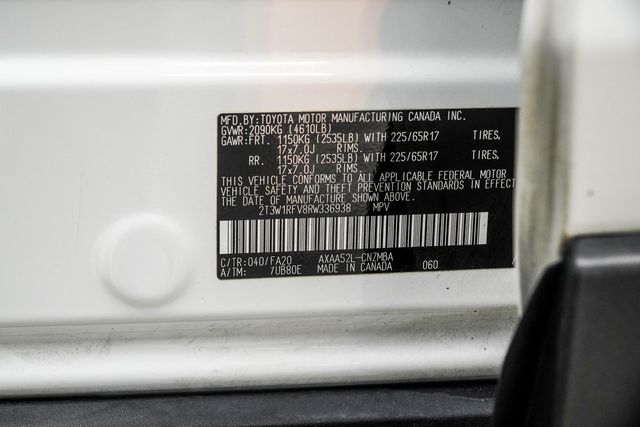 MFD.BY:TOYOTA MOTOR MANUFACTURING CANADA INC.
GVWR:2090KG (4610LB)
GAWR:FRT. 1150KG (2535LB) WITH 225/65R17 TIRES,
17x7.0J RIMS.
RR. 1150KG (2535LB) WITH 225/65R17 TIRES,
17x7.0J RIMS.
THIS VEHICLE CONFORMS TO ALL APPLICABLE FEDERAL MOTOR
VEHICLE SAFETY AND THEFT PREVENTION STANDARDS IN EFFECT
THE DATE OF MANUFACTURE SHOWN ABOVE.
2T3W1RFV8RW336938 MPV
C/TR:040/FA20 AXAA52L-CNZMBA
A/TM: /UB80E MADE IN CANADA 060